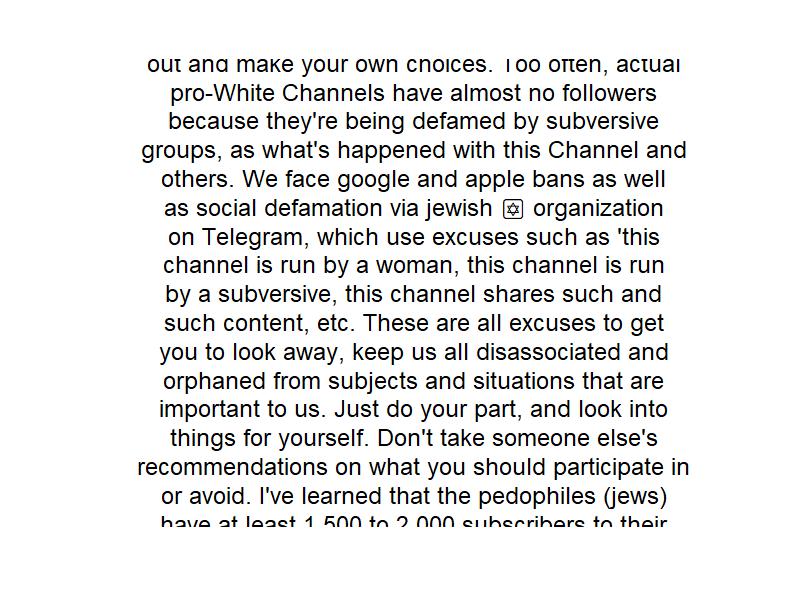 out and make your own choices. Too often, actual
pro-White Channels have almost no followers
because they're being defamed by subversive
groups, as what's happened with this Channel and
others. We face google and apple bans as well
as social defamation via jewish 🔯 organization
on Telegram, which use excuses such as 'this
channel is run by a woman, this channel is run
by a subversive, this channel shares such and
such content, etc. These are all excuses to get
you to look away, keep us all disassociated and
orphaned from subjects and situations that are
important to us. Just do your part, and look into
things for yourself. Don't take someone else's
recommendations on what you should participate in
or avoid. I've learned that the pedophiles (jews)
have at least 1,500 to 2,000 subscribers to their